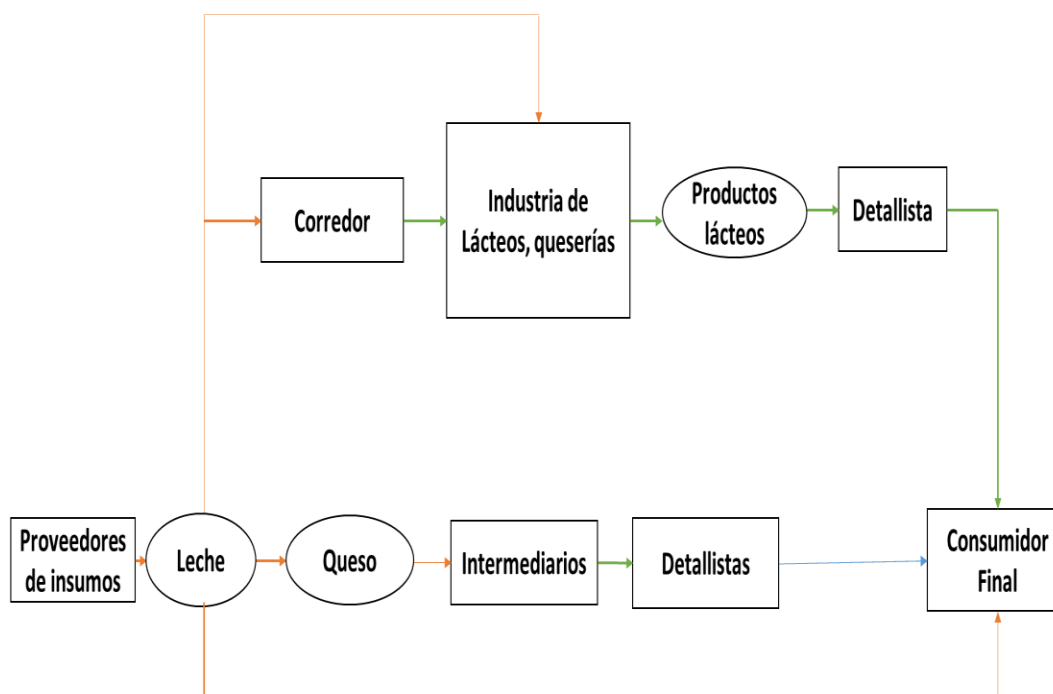 Corredor
Industria de
Lácteos, queserías
Productos
lácteos
Detallista
Proveedores
de insumos
Leche
Queso
Intermediarios
Detallistas
Consumidor
Final